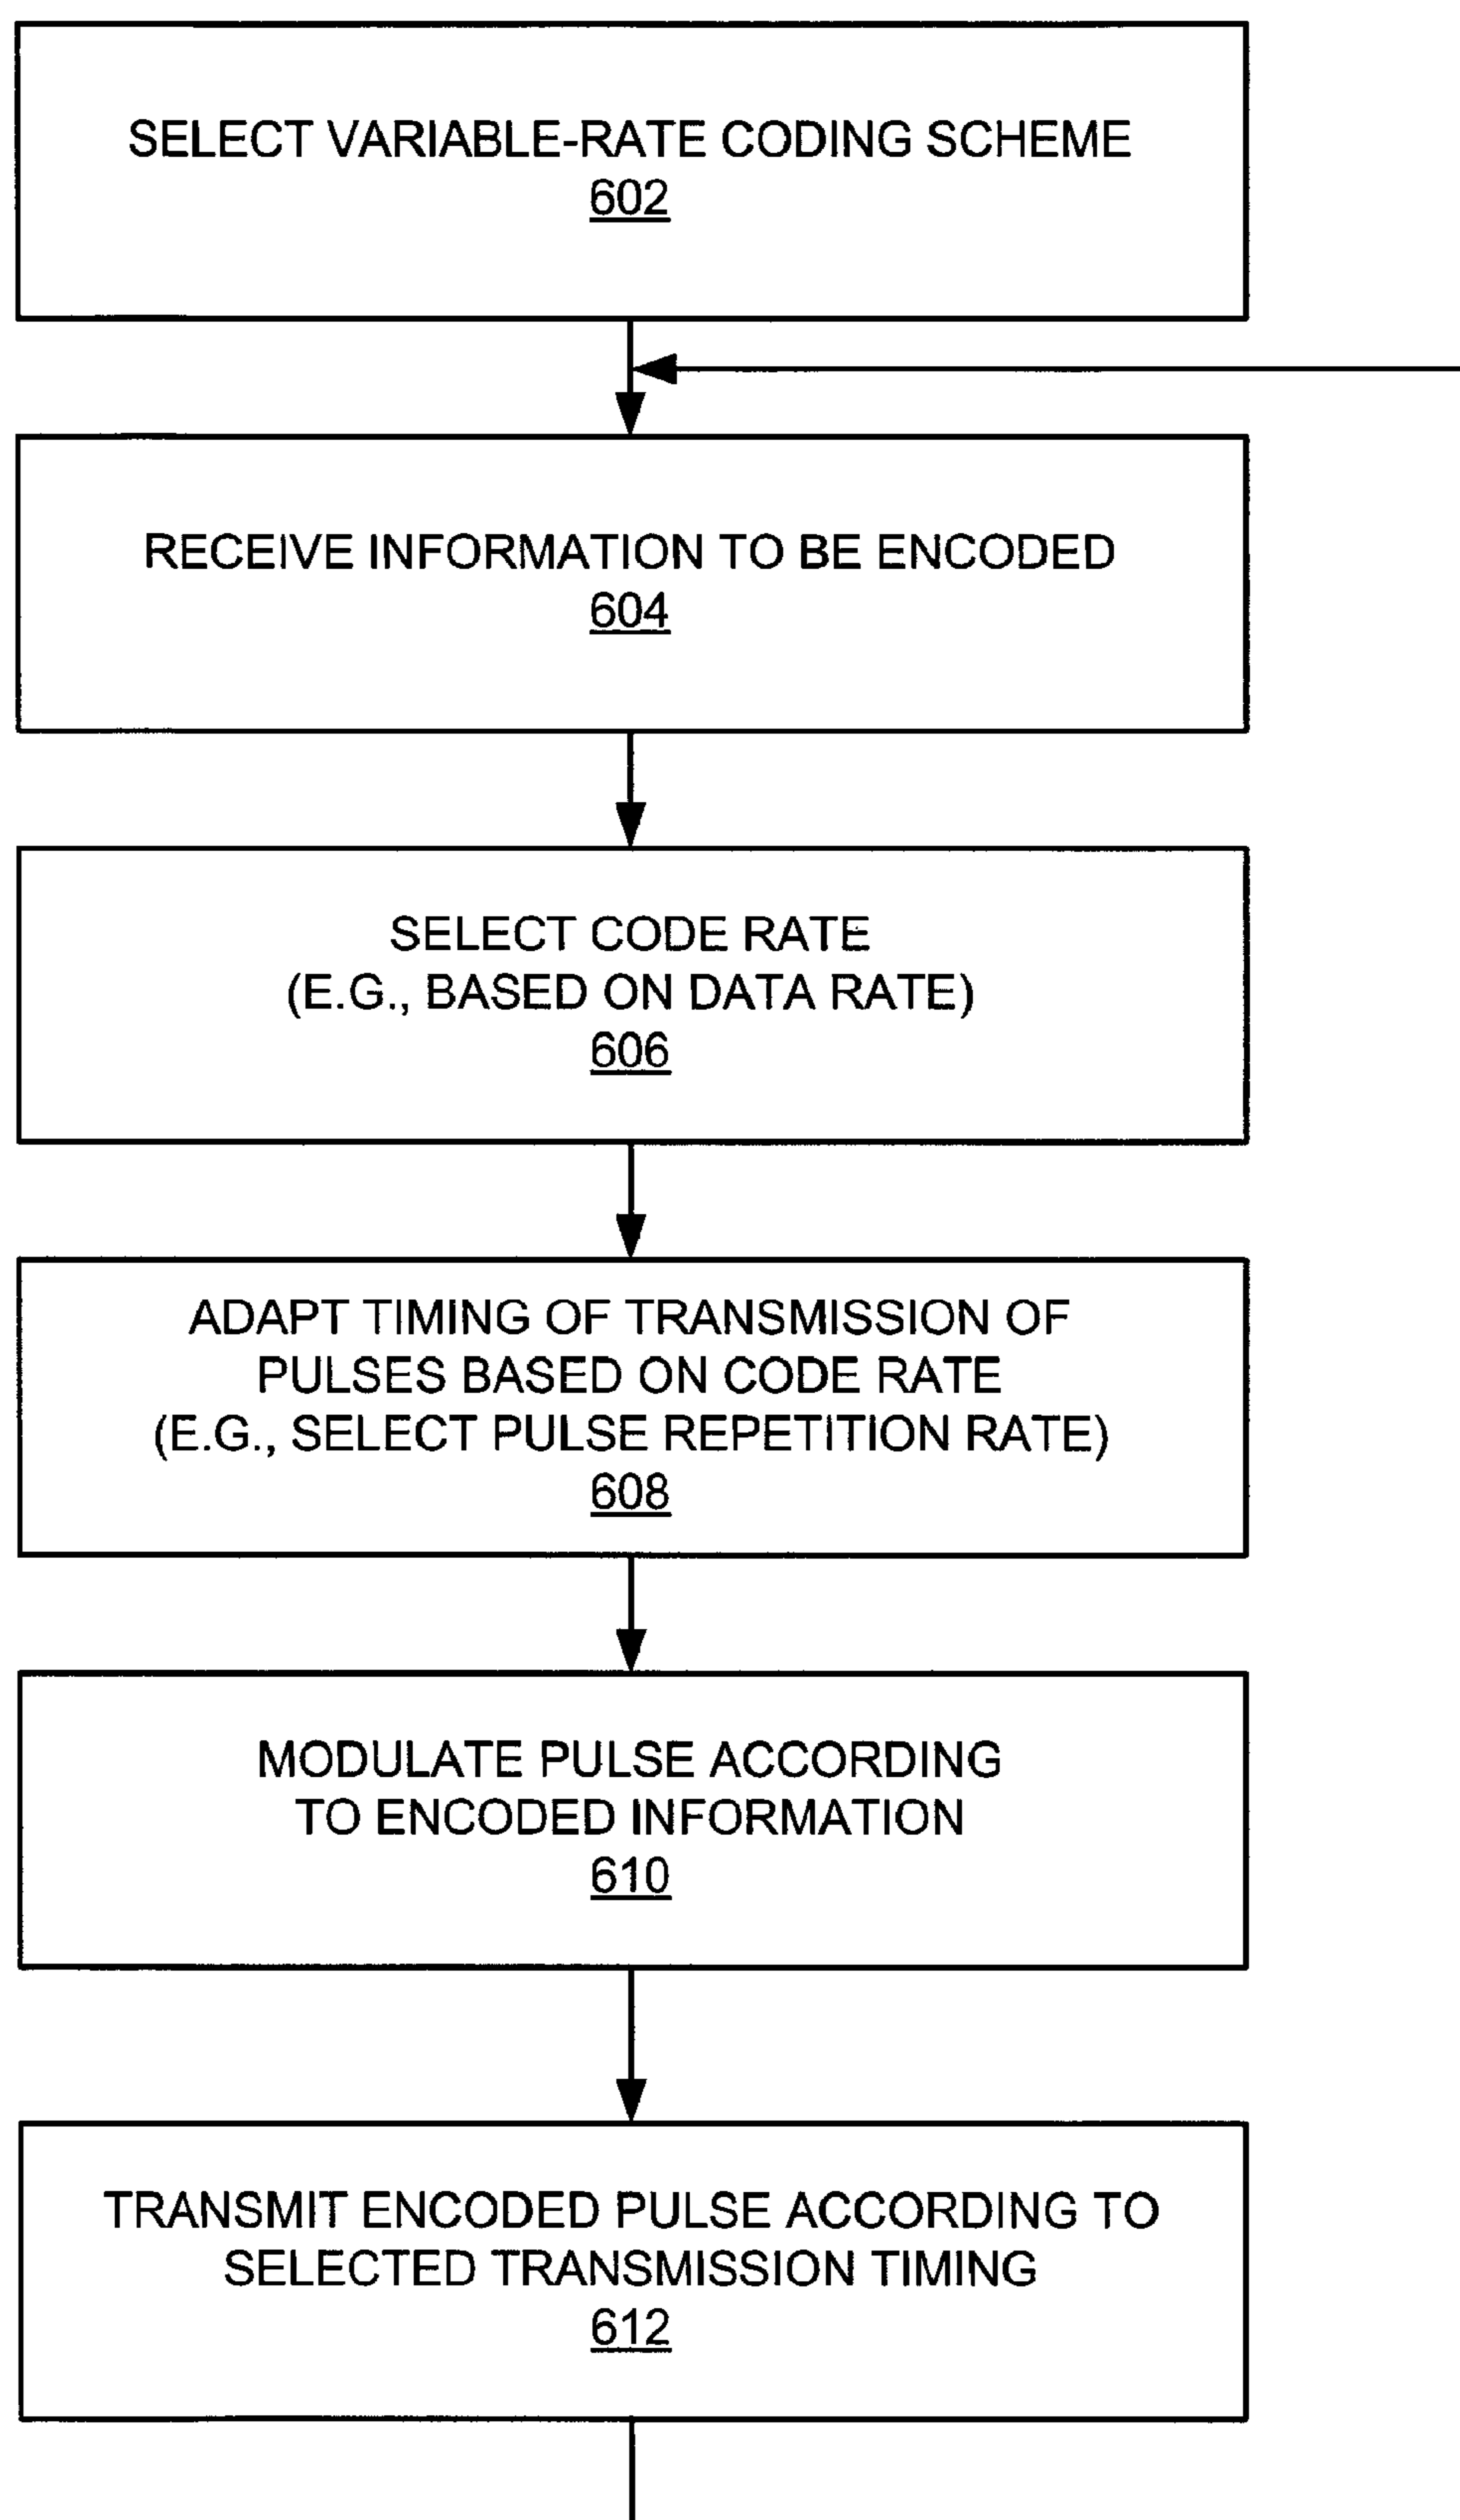 SELECT VARIABLE-RATE CODING SCHEME
602
RECEIVE INFORMATION TO BE ENCODED
604
SELECT CODE RATE
(E.G., BASED ON DATA RATE)
606
ADAPT TIMING OF TRANSMISSION OF
PULSES BASED ON CODE RATE
(E.G., SELECT PULSE REPETITION RATE)
608
MODULATE PULSE ACCORDING
TO ENCODED INFORMATION
610
TRANSMIT ENCODED PULSE ACCORDING TO
SELECTED TRANSMISSION TIMING
612